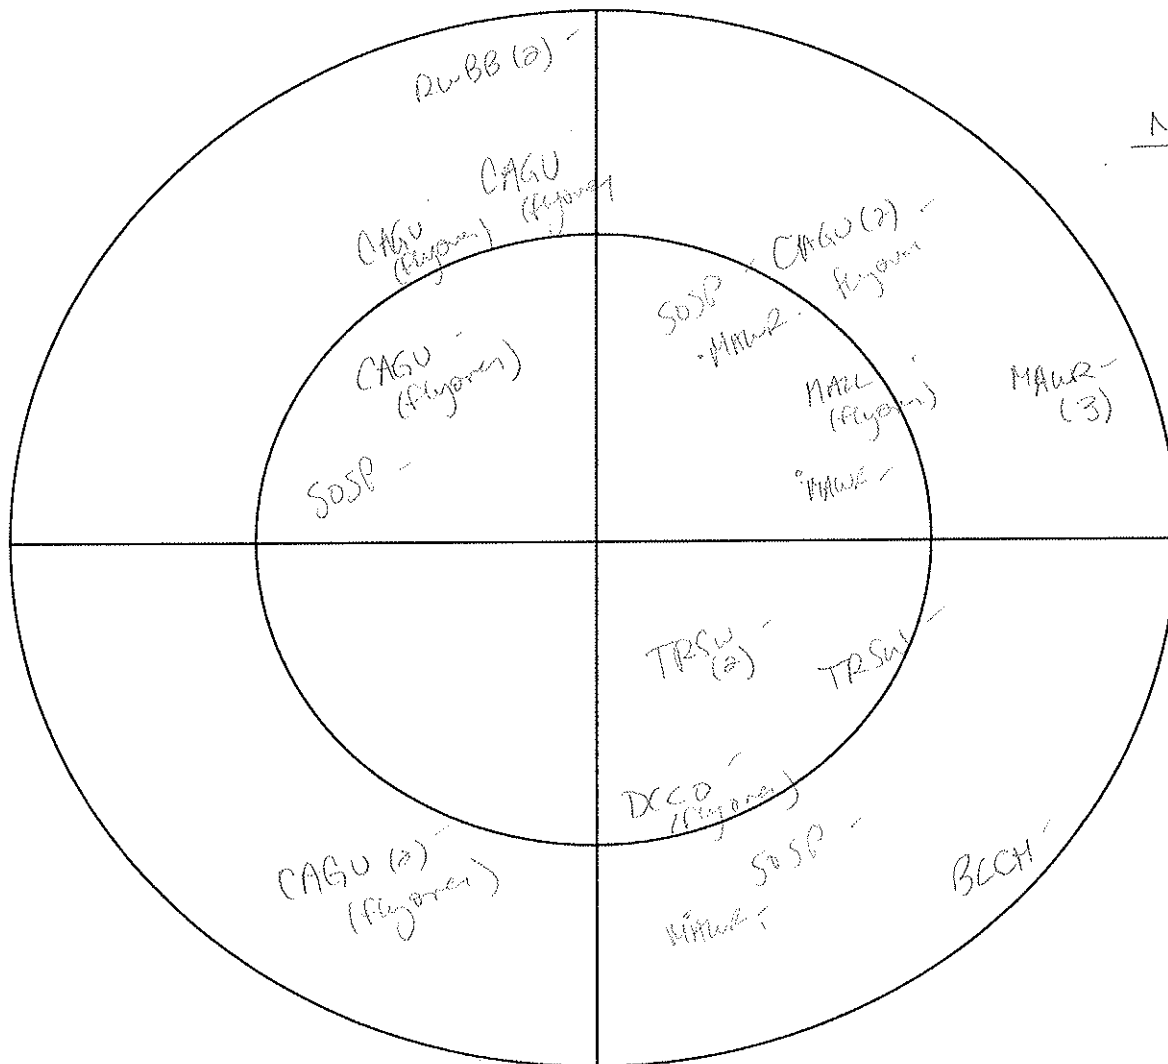 RWBB (2) -
CAGU
(flyover)
CAGU
(flyover)
CAGU (2) -
flyover
SOSP -
MAWR
CAGU -
(flyover)
(flyover)
MAWR -
(3)
SOSP -
MAWR -
TRSW -
(2)
TRSW -
DCCO -
(flyover)
SOSP -
BCCH -
CAGU (2) -
(flyover)
MAWR -